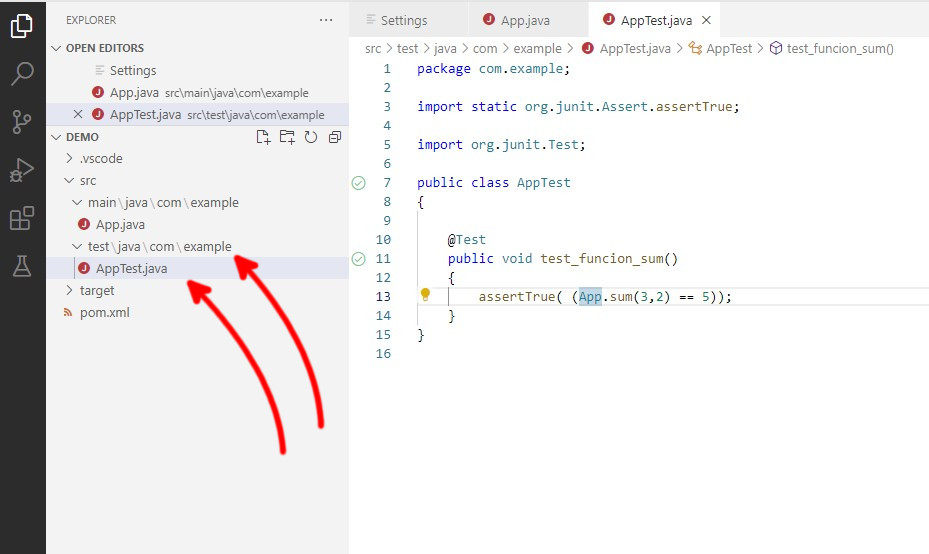 EXPLORER ...
OPEN EDITORS
Settings
App.java src\main\java\com\example
AppTest.java src\test\java\com\example
DEMO
.vscode
src
main\java\com\example
App.java
test\java\com\example
AppTest.java
target
pom.xml
Settings App.java AppTest.java
src > test > java > com > example > AppTest.java > AppTest > test_funcion_sum()
1 package com.example;
2
3 import static org.junit.Assert.assertTrue;
4
5 import org.junit.Test;
6
7 public class AppTest
8 {
9
10 @Test
11 public void test_funcion_sum()
12 {
13 assertTrue( (App.sum(3,2) == 5));
14 }
15 }
16